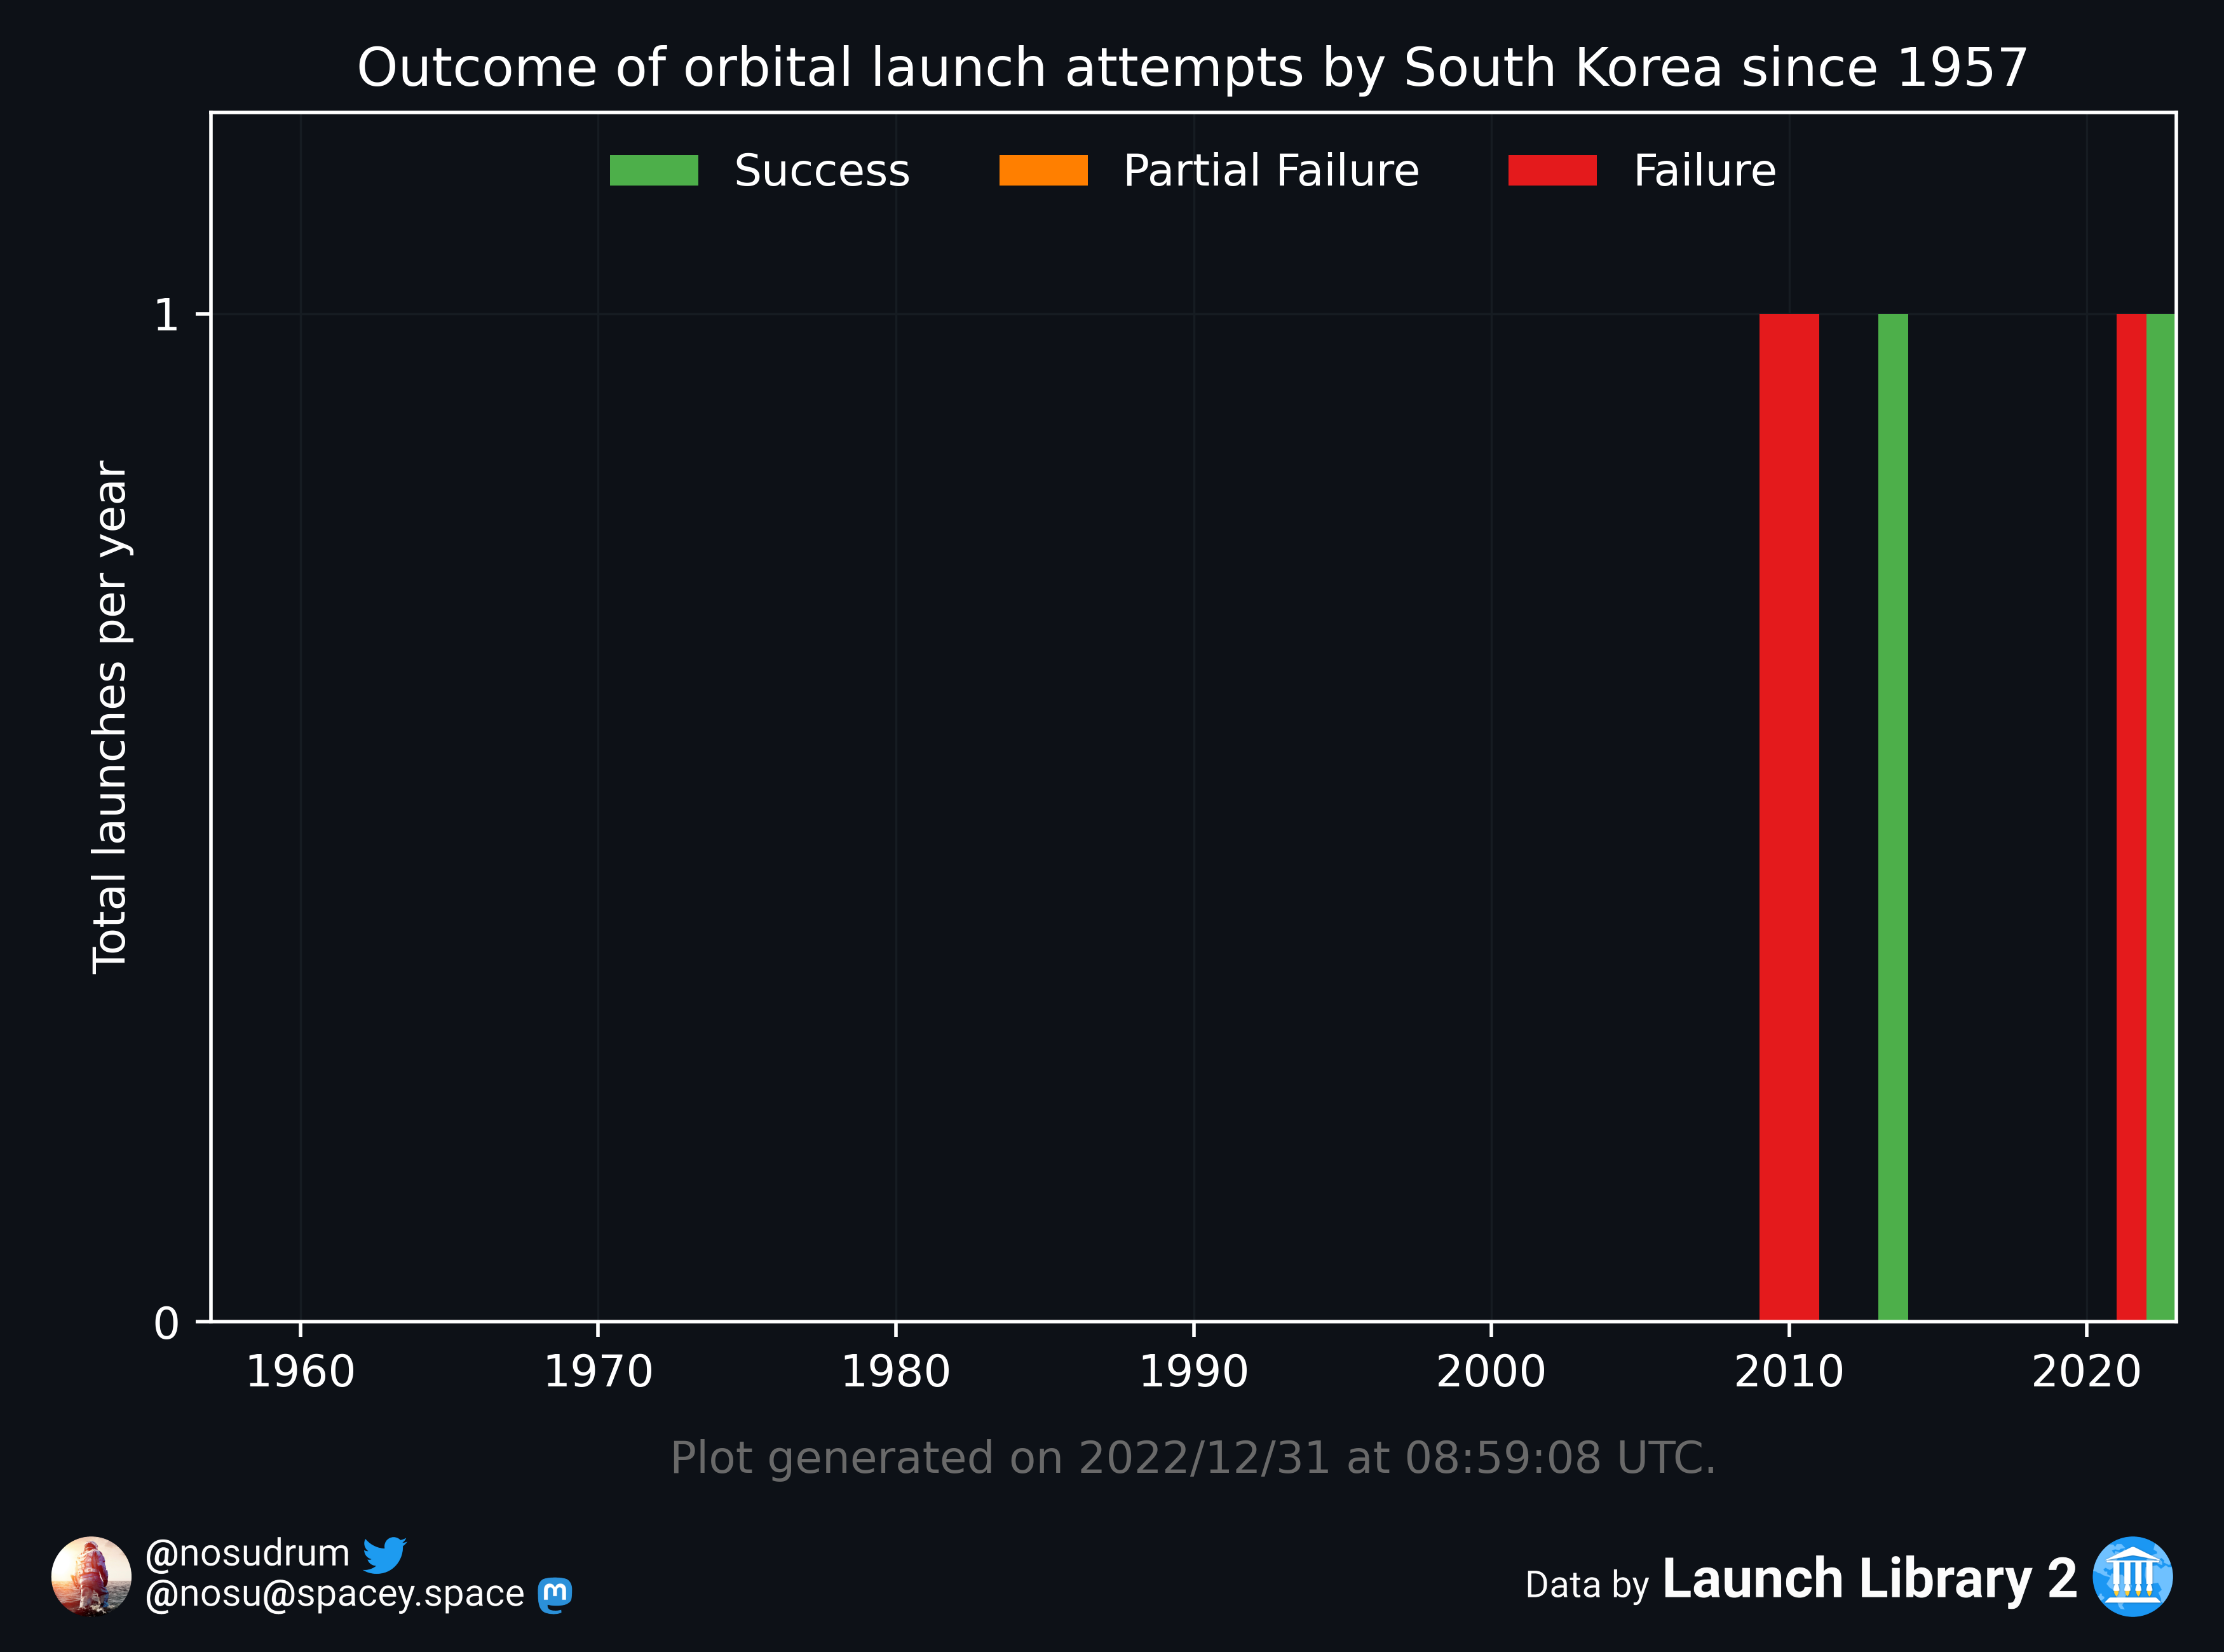 Outcome of orbital launch attempts by South Korea since 1957
Success
Partial Failure
Failure
Total launches per year
1
0
1960
1970
1980
1990
2000
2010
2020
Plot generated on 2022/12/31 at 08:59:08 UTC.
@nosudrum
@nosu@spacey.space
Data by Launch Library 2